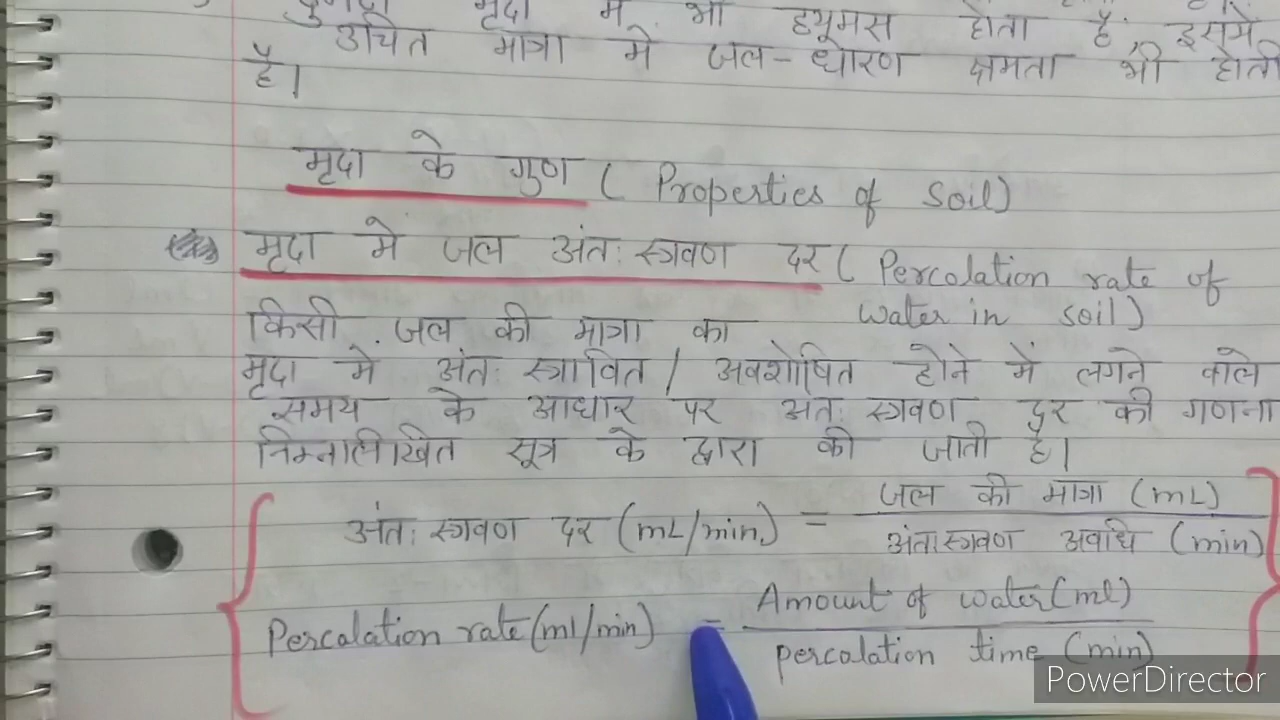 मृदा में भी ह्यूमस होता है, इसमें
उचित मात्रा में जल-धारण क्षमता भी होती
है।
मृदा के गुण ( Properties of Soil)
मृदा में जल अंतः स्त्रवण दर ( Percolation rate of
water in soil)
किसी जल की मात्रा का
मृदा मे अंतः स्त्रावित / अवशोषित होने में लगने वाले
समय के आधार पर अंतः स्त्रवण दर की गणना
निम्नलिखित सूत्र के द्वारा की जाती है।
अंतः स्त्रवण दर (mL/min) = जल की मात्रा (mL)
अंतःस्त्रवण अवधि (min)
Percolation rate (ml/min) = Amount of water (ml)
percolation time (min)
PowerDirector